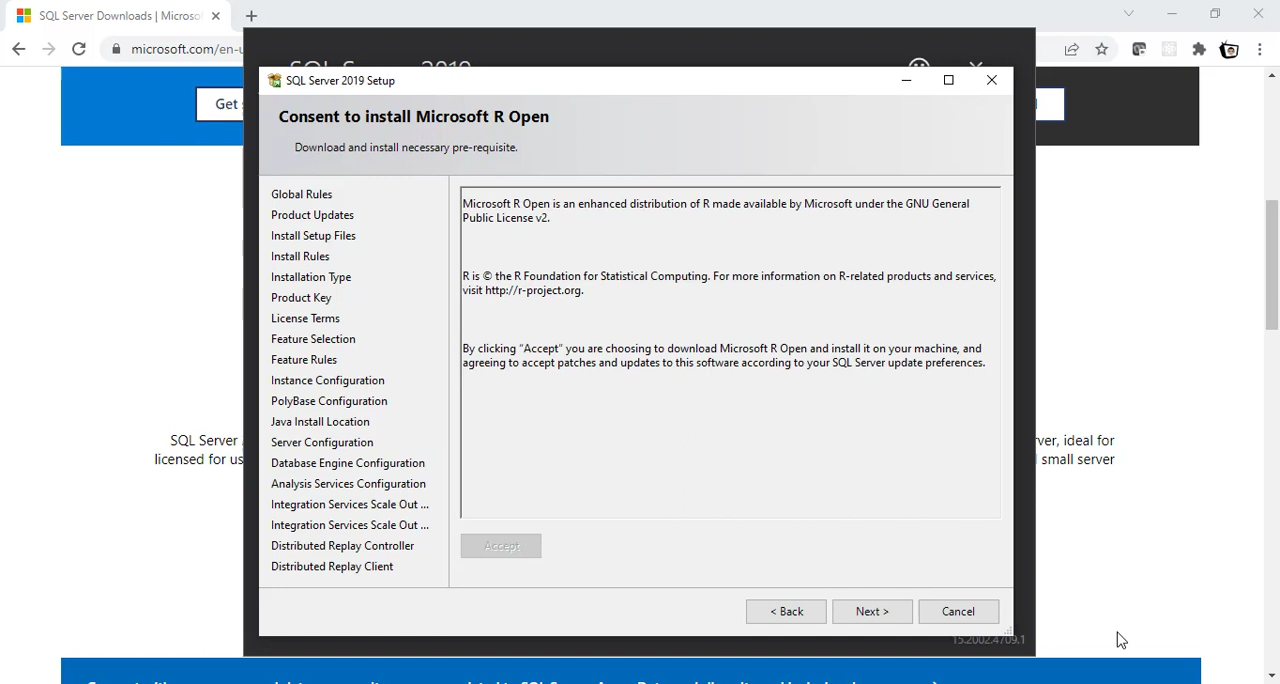 SQL Server Downloads | Microso
microsoft.com/en-u
SQL Server 2019
SQL Server 2019 Setup
Get
Consent to install Microsoft R Open
Download and install necessary pre-requisite.
Global Rules
Product Updates
Install Setup Files
Install Rules
Installation Type
Product Key
License Terms
Feature Selection
Feature Rules
Instance Configuration
PolyBase Configuration
Java Install Location
Server Configuration
Database Engine Configuration
Analysis Services Configuration
Integration Services Scale Out ...
Integration Services Scale Out ...
Distributed Replay Controller
Distributed Replay Client
Microsoft R Open is an enhanced distribution of R made available by Microsoft under the GNU General
Public License v2.
R is © the R Foundation for Statistical Computing. For more information on R-related products and services,
visit http://r-project.org.
By clicking “Accept” you are choosing to download Microsoft R Open and install it on your machine, and
agreeing to accept patches and updates to this software according to your SQL Server update preferences.
Accept
SQL Server
licensed for us
rver, ideal for
small server
< Back
Next >
Cancel
15.2002.4709.1